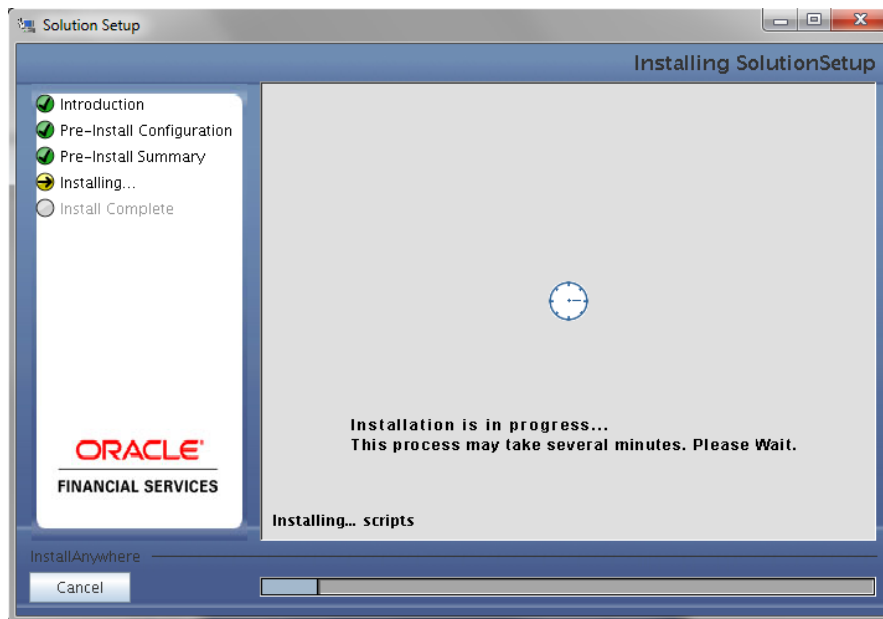 Solution Setup
Installing SolutionSetup
Introduction
Pre-Install Configuration
Pre-Install Summary
Installing...
Install Complete
Installation is in progress...
This process may take several minutes. Please Wait.
ORACLE
FINANCIAL SERVICES
Installing... scripts
InstallAnywhere
Cancel